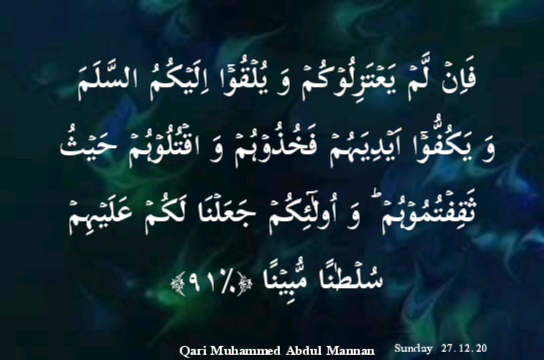 فَاِنۡ لَّمۡ يَعۡتَزِلُوۡكُمۡ وَ يُلۡقُوۡۤا اِلَيۡكُمُ السَّلَمَ
وَ يَكُفُّوۡۤا اَيۡدِيَہُمۡ فَخُذُوۡہُمۡ وَ اقۡتُلُوۡہُمۡ حَيۡثُ
ثَقِفۡتُمُوۡہُمۡ ؕ وَ اُولٰٓئِكُمۡ جَعَلۡنَا لَكُمۡ عَلَيۡہِمۡ
سُلۡطٰنًا مُّبِيۡنًا ﴿٪۹۱﴾
Qari Muhammed Abdul Mannan Sunday 27.12.20